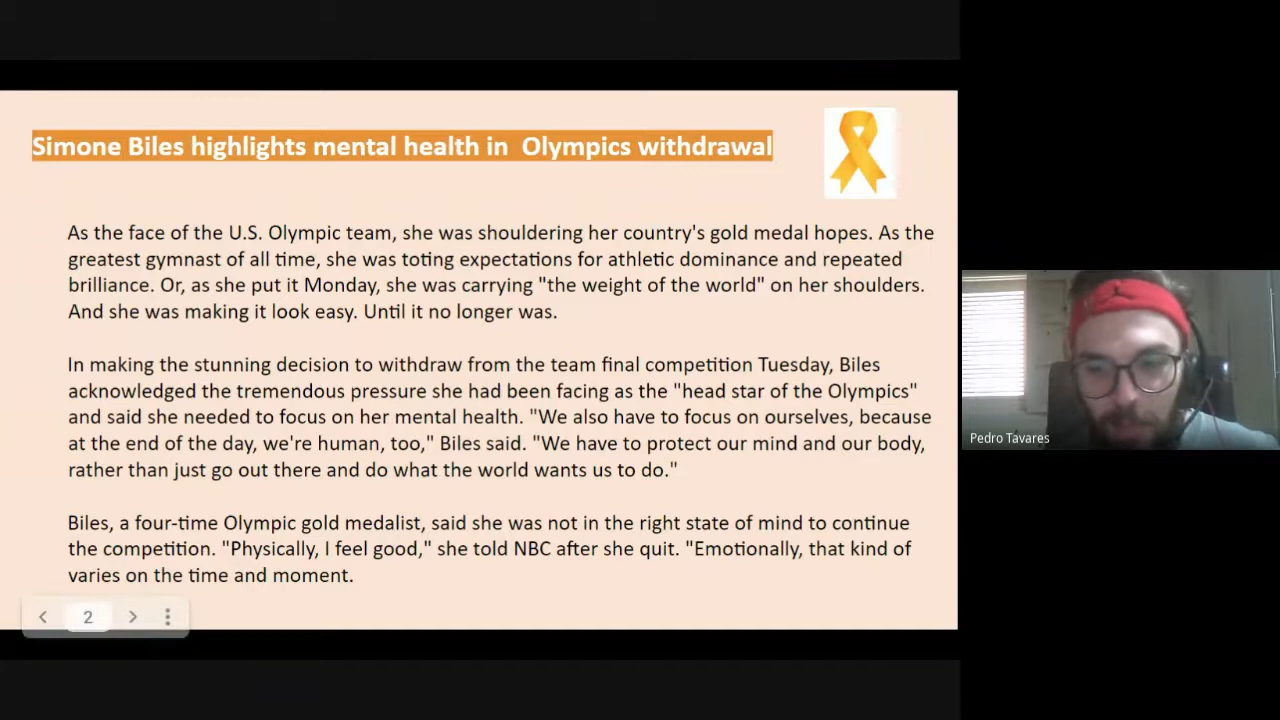 Simone Biles highlights mental health in  Olympics withdrawal
As the face of the U.S. Olympic team, she was shouldering her country's gold medal hopes. As the
greatest gymnast of all time, she was toting expectations for athletic dominance and repeated
brilliance. Or, as she put it Monday, she was carrying "the weight of the world" on her shoulders.
And she was making it look easy. Until it no longer was.
In making the stunning decision to withdraw from the team final competition Tuesday, Biles
acknowledged the tremendous pressure she had been facing as the "head star of the Olympics"
and said she needed to focus on her mental health. "We also have to focus on ourselves, because
at the end of the day, we're human, too," Biles said. "We have to protect our mind and our body,
rather than just go out there and do what the world wants us to do."
Biles, a four-time Olympic gold medalist, said she was not in the right state of mind to continue
the competition. "Physically, I feel good," she told NBC after she quit. "Emotionally, that kind of
varies on the time and moment.
2
Pedro Tavares